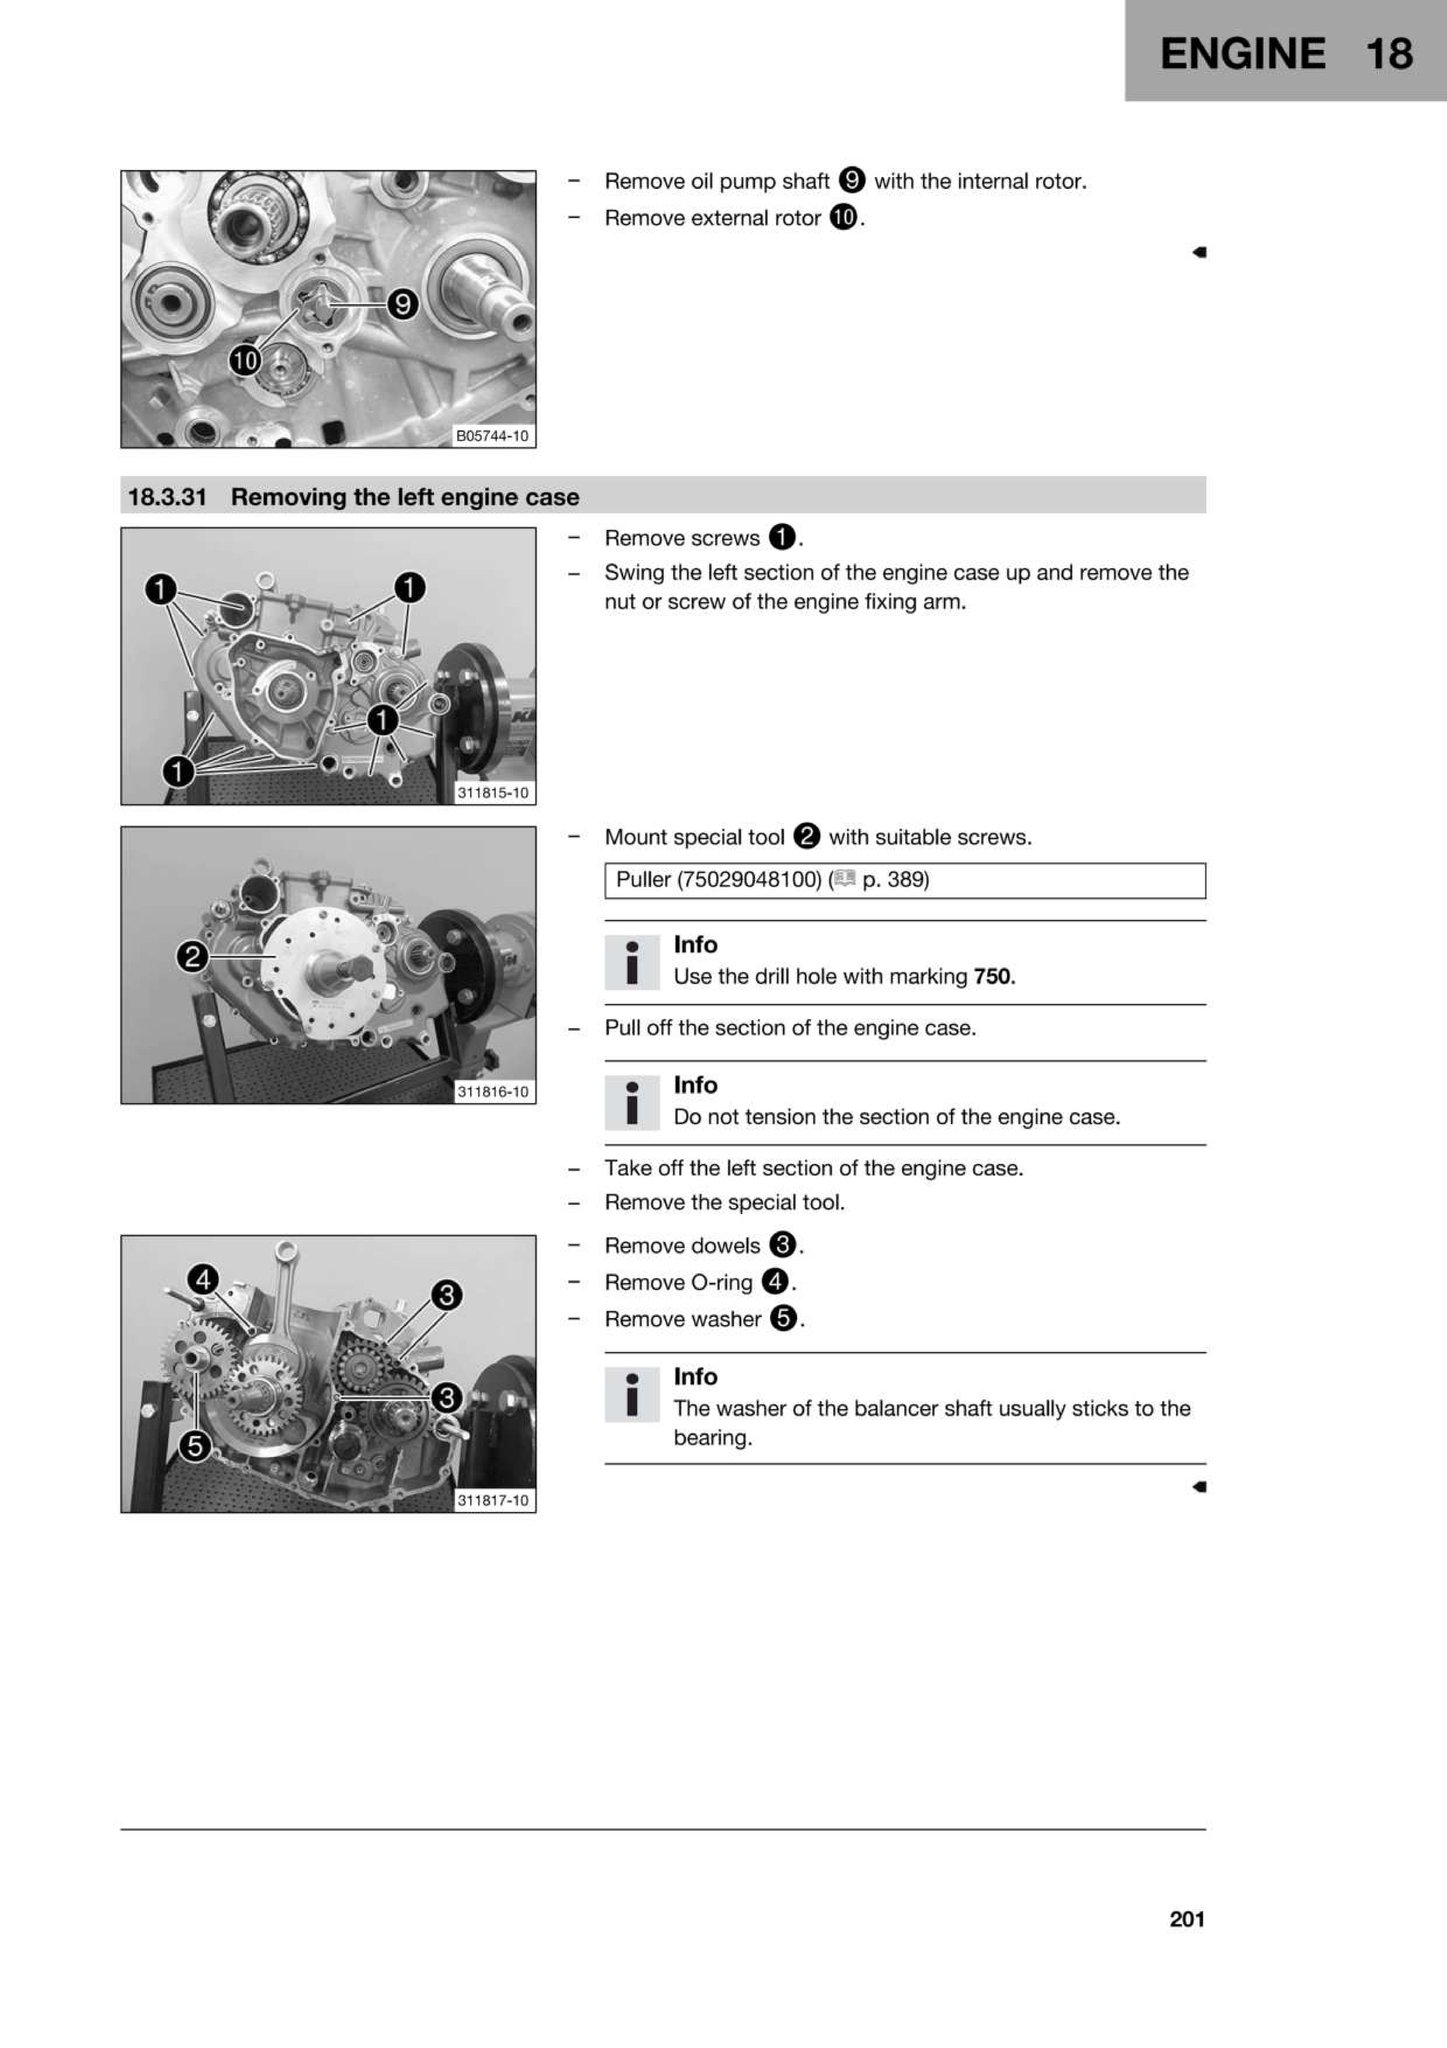 ENGINE 18
– Remove oil pump shaft 9 with the internal rotor.
– Remove external rotor 10.
9
10
B05744-10
18.3.31 Removing the left engine case
– Remove screws 1.
– Swing the left section of the engine case up and remove the
nut or screw of the engine fixing arm.
1
1
1
1
311815-10
– Mount special tool 2 with suitable screws.
Puller (75029048100) ( p. 389)
Info
Use the drill hole with marking 750.
– Pull off the section of the engine case.
Info
Do not tension the section of the engine case.
– Take off the left section of the engine case.
– Remove the special tool.
2
311816-10
– Remove dowels 3.
– Remove O-ring 4.
– Remove washer 5.
Info
The washer of the balancer shaft usually sticks to the
bearing.
4
3
3
5
311817-10
201